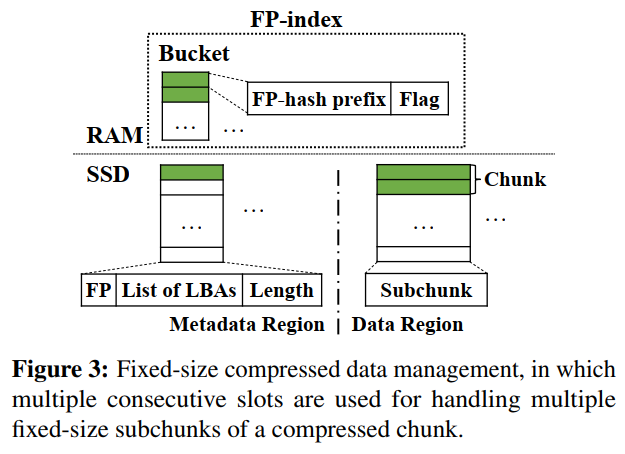 FP-index
Bucket
FP-hash prefix Flag
... ...
RAM
SSD
Chunk
... ...
... ...
FP List of LBAs Length
Subchunk
Metadata Region Data Region
Figure 3: Fixed-size compressed data management, in which
multiple consecutive slots are used for handling multiple
fixed-size subchunks of a compressed chunk.